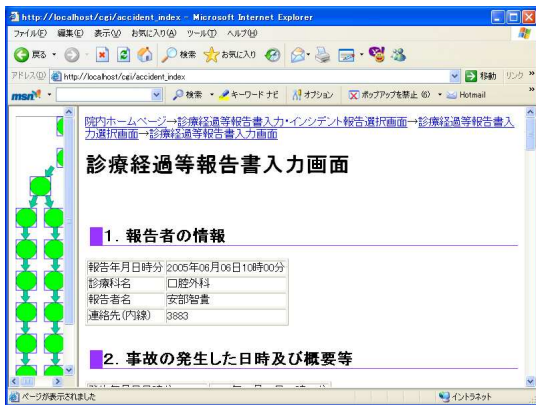 http://localhost/cgi/accident_index - Microsoft Internet Explorer
ファイル(F) 編集(E) 表示(V) お気に入り(A) ツール(T) ヘルプ(H)
戻る 検索 お気に入り
アドレス(D) http://localhost/cgi/accident_index 移動 リンク »
msn 検索 キーワード ナビ オプション ポップアップを禁止 (6) Hotmail »
院内ホームページ→診療経過等報告書入力・インシデント報告選択画面→診療経過等報告書入
力選択画面→診療経過等報告書入力画面
診療経過等報告書入力画面
1. 報告者の情報
報告年月日時分 2005年06月06日10時00分
診療科名 口腔外科
報告者名 安部智貴
連絡先(内線) 3883
2. 事故の発生した日時及び概要等
ページが表示されました イントラネット